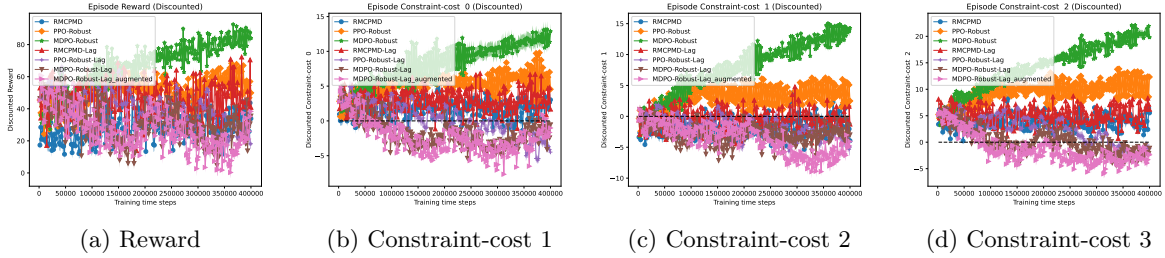 Episode Reward (Discounted)
Discounted Reward
80
60
40
20
0
RMCPMD
PPO-Robust
MDPO-Robust
RMCPMD-Lag
PPO-Robust-Lag
MDPO-Robust-Lag
MDPO-Robust-Lag_augmented
0 50000 100000 150000 200000 250000 300000 350000 400000
Training time steps
(a) Reward
Episode Constraint-cost 0 (Discounted)
Discounted Constraint-cost 0
15
10
5
0
−5
RMCPMD
PPO-Robust
MDPO-Robust
RMCPMD-Lag
PPO-Robust-Lag
MDPO-Robust-Lag
MDPO-Robust-Lag_augmented
0 50000 100000 150000 200000 250000 300000 350000 400000
Training time steps
(b) Constraint-cost 1
Episode Constraint-cost 1 (Discounted)
Discounted Constraint-cost 1
15
10
5
0
−5
−10
RMCPMD
PPO-Robust
MDPO-Robust
RMCPMD-Lag
PPO-Robust-Lag
MDPO-Robust-Lag
MDPO-Robust-Lag_augmented
0 50000 100000 150000 200000 250000 300000 350000 400000
Training time steps
(c) Constraint-cost 2
Episode Constraint-cost 2 (Discounted)
Discounted Constraint-cost 2
20
15
10
5
0
−5
RMCPMD
PPO-Robust
MDPO-Robust
RMCPMD-Lag
PPO-Robust-Lag
MDPO-Robust-Lag
MDPO-Robust-Lag_augmented
0 50000 100000 150000 200000 250000 300000 350000 400000
Training time steps
(d) Constraint-cost 3